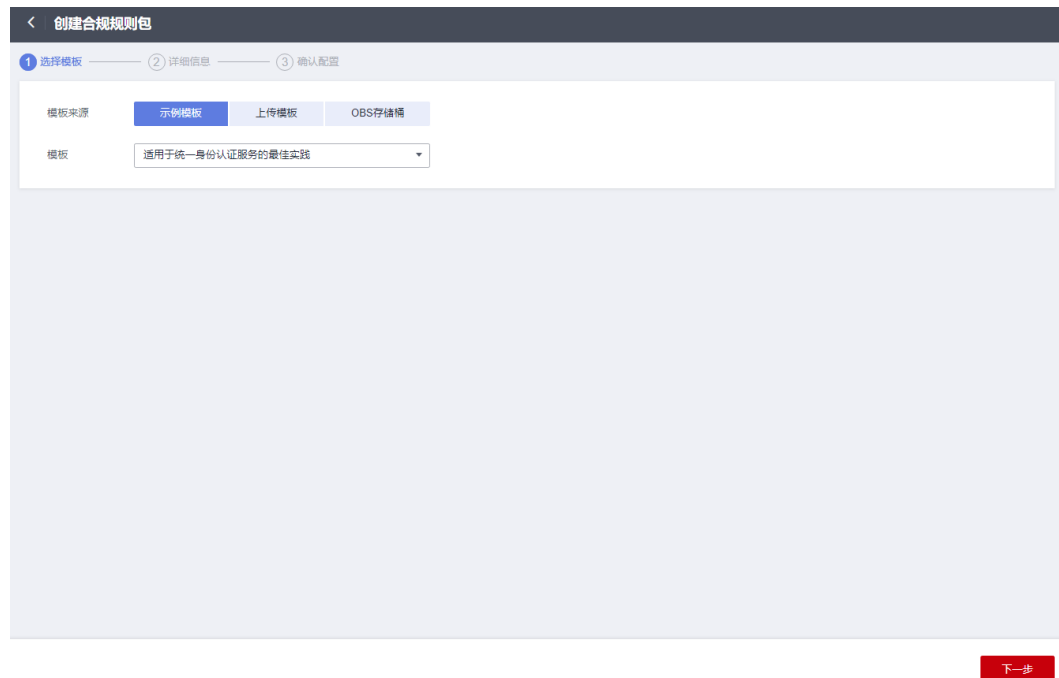 创建合规规则包
1 选择模板 2 详细信息 3 确认配置
模板来源 示例模板 上传模板 OBS存储桶
模板 适用于统一身份认证服务的最佳实践
下一步